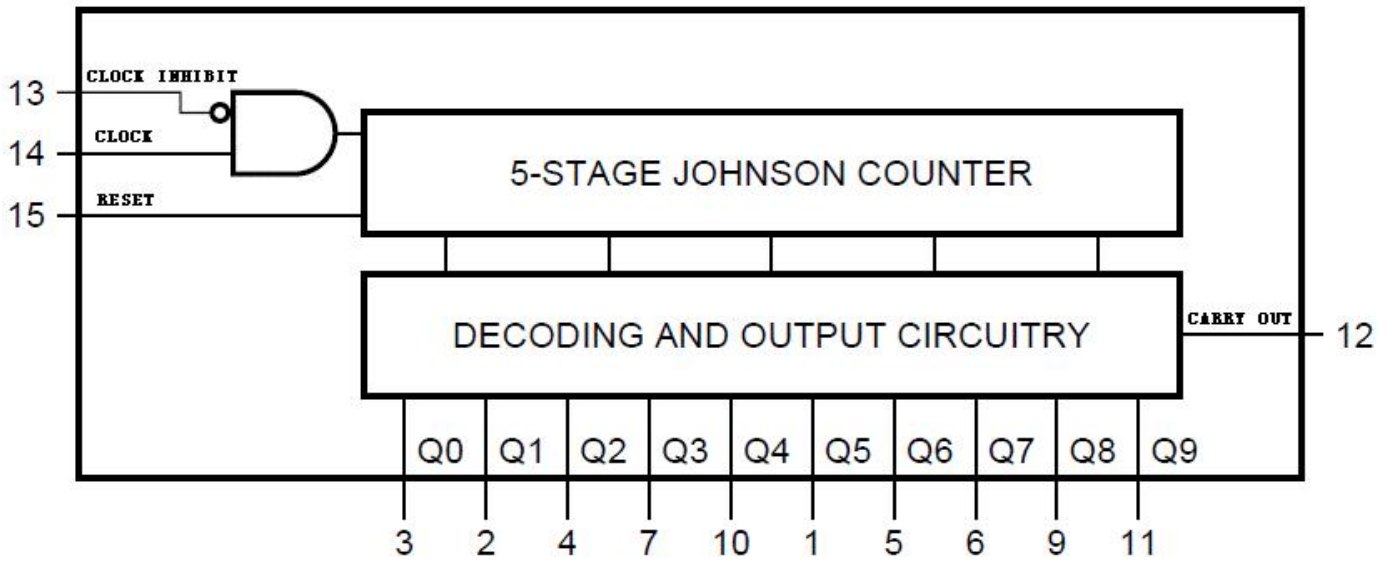 CLOCK INHIBIT
13
CLOCK
14
5-STAGE JOHNSON COUNTER
RESET
15
DECODING AND OUTPUT CIRCUITRY
CARRY OUT
12
Q0 Q1 Q2 Q3 Q4 Q5 Q6 Q7 Q8 Q9
3 2 4 7 10 1 5 6 9 11